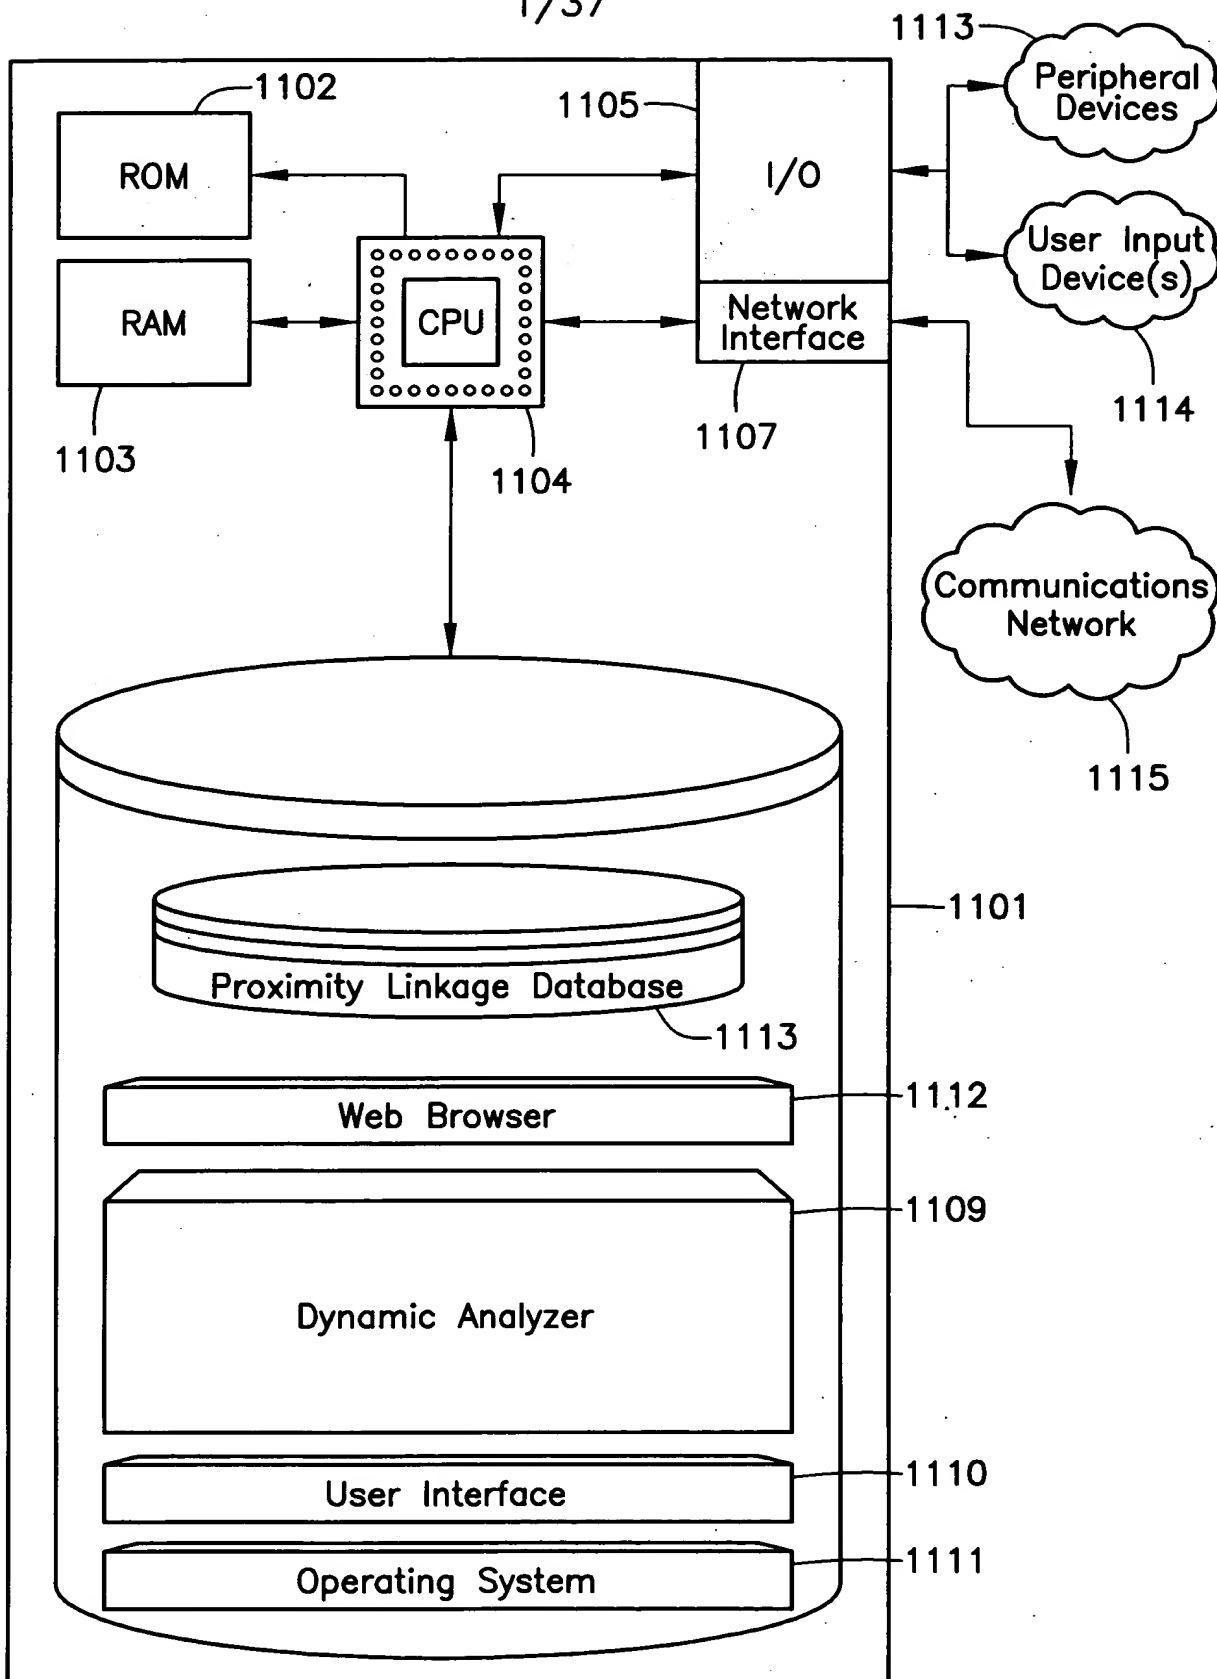 1/37
1113
Peripheral
Devices
1102
1105
ROM
I/O
User Input
Device(s)
RAM
CPU
Network
Interface
1114
1103
1104
1107
Communications
Network
1115
1101
Proximity Linkage Database
1113
1112
Web Browser
1109
Dynamic Analyzer
1110
User Interface
1111
Operating System